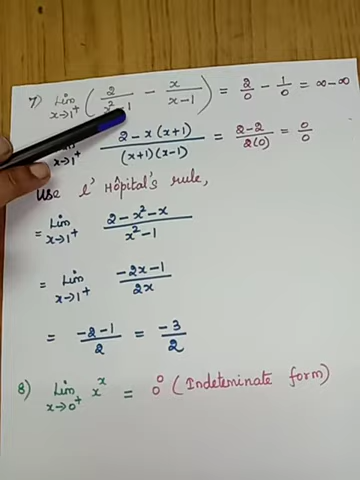 7) Lim x→1⁺ ( 2/(x²-1) - x/(x-1) ) = 2/0 - 1/0 = ∞-∞
x→1⁺ (2-x(x+1))/((x+1)(x-1)) = (2-2)/(2(0)) = 0/0
Use l' Hôpital's rule,
= Lim x→1⁺ (2-x²-x)/(x²-1)
= Lim x→1⁺ (-2x-1)/(2x)
= (-2-1)/2 = -3/2
8) Lim x→0⁺ xˣ = 0⁰ (Indeteminate form)